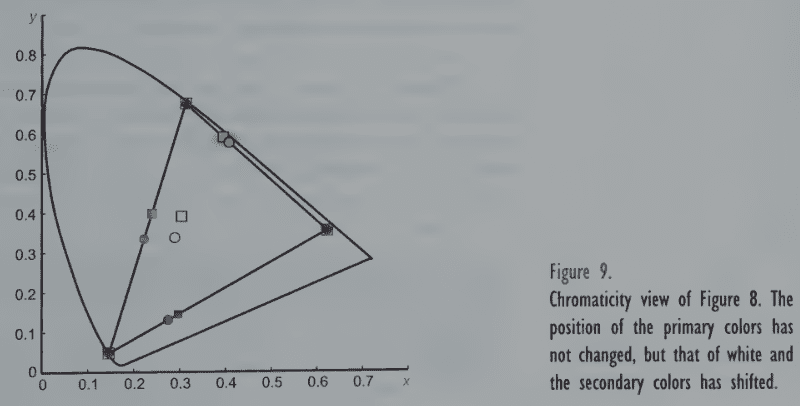 y
0.8
0.7
0.6
0.5
0.4
0.3
0.2
0.1
0
0 0.1 0.2 0.3 0.4 0.5 0.6 0.7 x
Figure 9.
Chromaticity view of Figure 8. The
position of the primary colors has
not changed, but that of white and
the secondary colors has shifted.